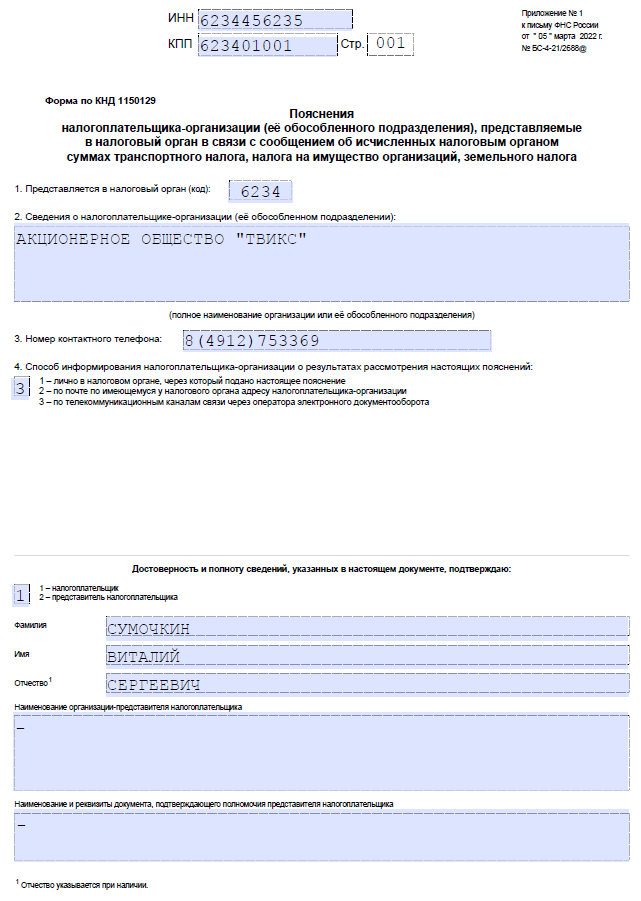 ИНН 6234456235
КПП 623401001 Стр. 001
Приложение № 1
к письму ФНС России
от " 05 " марта 2022 г.
№ БС-4-21/2688@
Форма по КНД 1150129
Пояснения
налогоплательщика-организации (её обособленного подразделения), представляемые
в налоговый орган в связи с сообщением об исчисленных налоговым органом
суммах транспортного налога, налога на имущество организаций, земельного налога
1. Представляется в налоговый орган (код): 6234
2. Сведения о налогоплательщике-организации (её обособленном подразделении):
АКЦИОНЕРНОЕ ОБЩЕСТВО "ТВИКС"
(полное наименование организации или её обособленного подразделения)
3. Номер контактного телефона: 8(4912)753369
4. Способ информирования налогоплательщика-организации о результатах рассмотрения настоящих пояснений:
3 1 – лично в налоговом органе, через который подано настоящее пояснение
2 – по почте по имеющемуся у налогового органа адресу налогоплательщика-организации
3 – по телекоммуникационным каналам связи через оператора электронного документооборота
Достоверность и полноту сведений, указанных в настоящем документе, подтверждаю:
1 1 – налогоплательщик
2 – представитель налогоплательщика
Фамилия СУМОЧКИН
Имя ВИТАЛИЙ
Отчество¹ СЕРГЕЕВИЧ
Наименование организации-представителя налогоплательщика
–
Наименование и реквизиты документа, подтверждающего полномочия представителя налогоплательщика
–
¹ Отчество указывается при наличии.